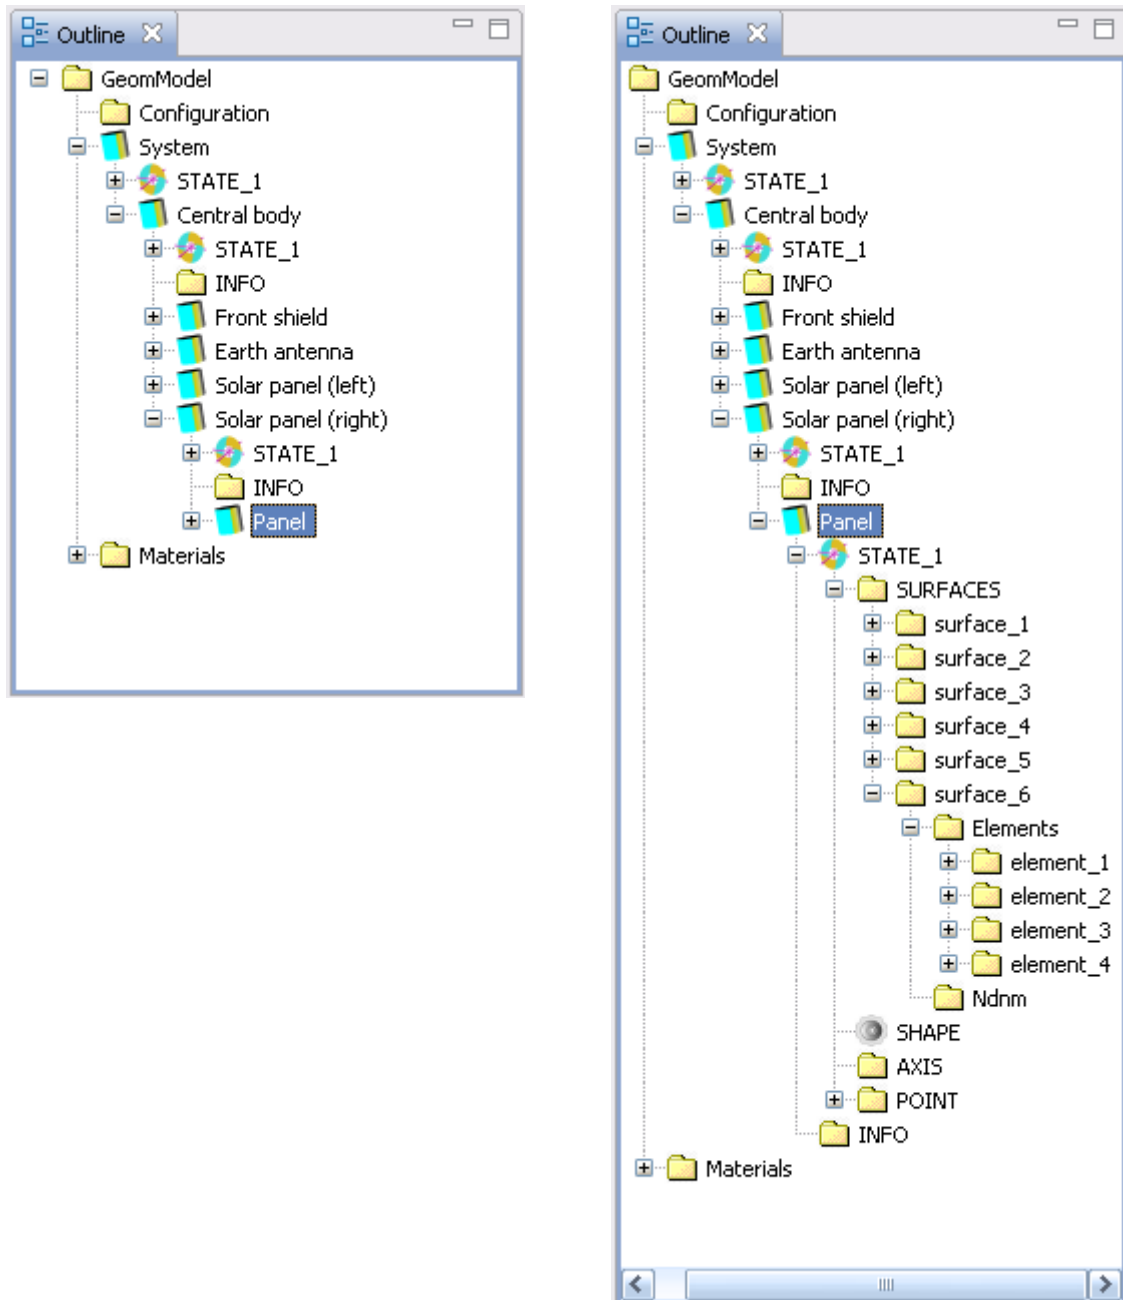 Outline
GeomModel
Configuration
System
STATE_1
Central body
STATE_1
INFO
Front shield
Earth antenna
Solar panel (left)
Solar panel (right)
STATE_1
INFO
Panel
Materials
Outline
GeomModel
Configuration
System
STATE_1
Central body
STATE_1
INFO
Front shield
Earth antenna
Solar panel (left)
Solar panel (right)
STATE_1
INFO
Panel
STATE_1
SURFACES
surface_1
surface_2
surface_3
surface_4
surface_5
surface_6
Elements
element_1
element_2
element_3
element_4
Ndnm
SHAPE
AXIS
POINT
INFO
Materials